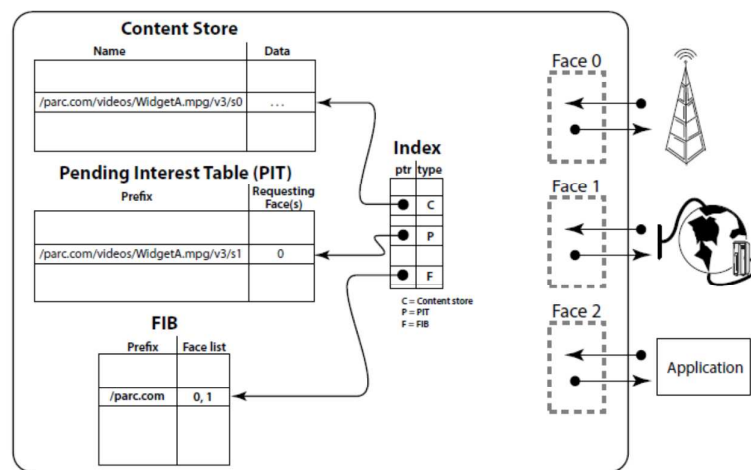 Content Store
Name Data
/parc.com/videos/WidgetA.mpg/v3/s0 ...
Pending Interest Table (PIT)
Prefix Requesting Face(s)
/parc.com/videos/WidgetA.mpg/v3/s1 0
FIB
Prefix Face list
/parc.com 0, 1
Index
ptr type
C
P
F
C = Content store
P = PIT
F = FIB
Face 0
Face 1
Face 2
Application